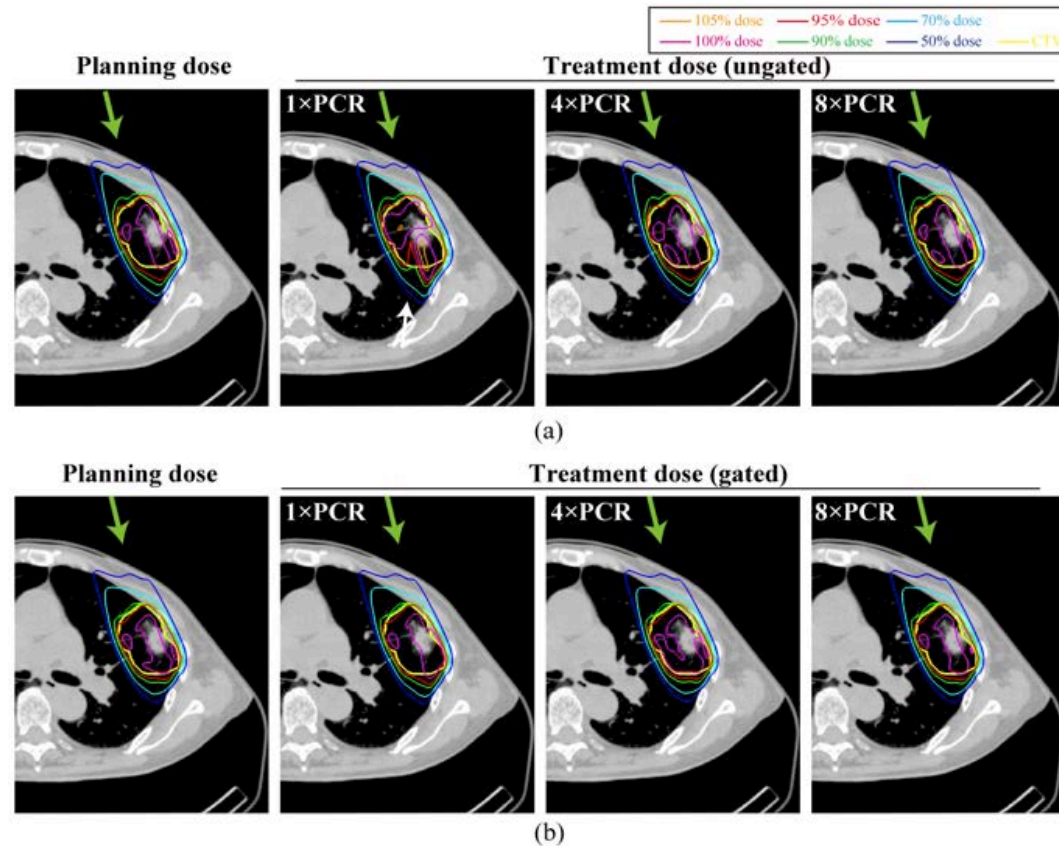 105% dose 95% dose 70% dose
100% dose 90% dose 50% dose CTV
Planning dose Treatment dose (ungated)
1×PCR 4×PCR 8×PCR
(a)
Planning dose Treatment dose (gated)
1×PCR 4×PCR 8×PCR
(b)